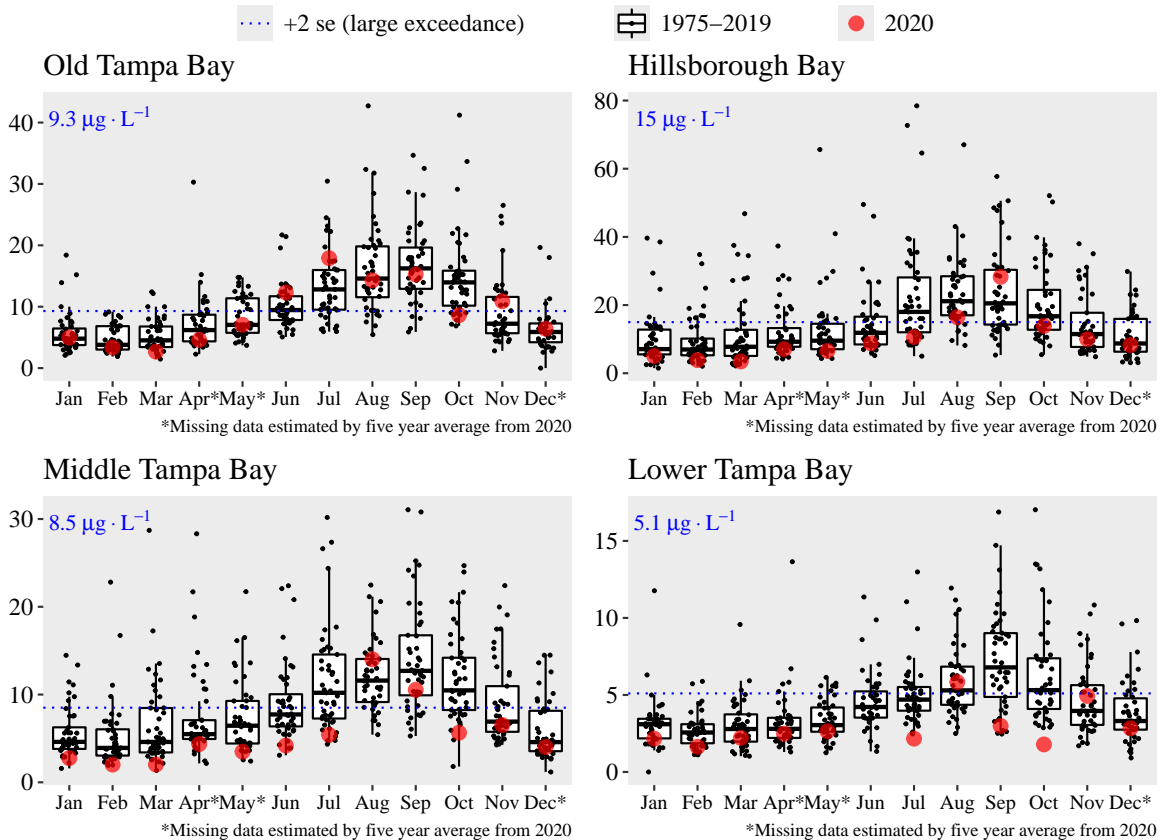 +2 se (large exceedance) 1975−2019 2020
Old Tampa Bay
9.3 μg · L⁻¹
40
30
20
10
0
Jan Feb Mar Apr* May* Jun Jul Aug Sep Oct Nov Dec*
*Missing data estimated by five year average from 2020
Hillsborough Bay
15 μg · L⁻¹
80
60
40
20
0
Jan Feb Mar Apr* May* Jun Jul Aug Sep Oct Nov Dec*
*Missing data estimated by five year average from 2020
Middle Tampa Bay
8.5 μg · L⁻¹
30
20
10
0
Jan Feb Mar Apr* May* Jun Jul Aug Sep Oct Nov Dec*
*Missing data estimated by five year average from 2020
Lower Tampa Bay
5.1 μg · L⁻¹
15
10
5
0
Jan Feb Mar Apr* May* Jun Jul Aug Sep Oct Nov Dec*
*Missing data estimated by five year average from 2020